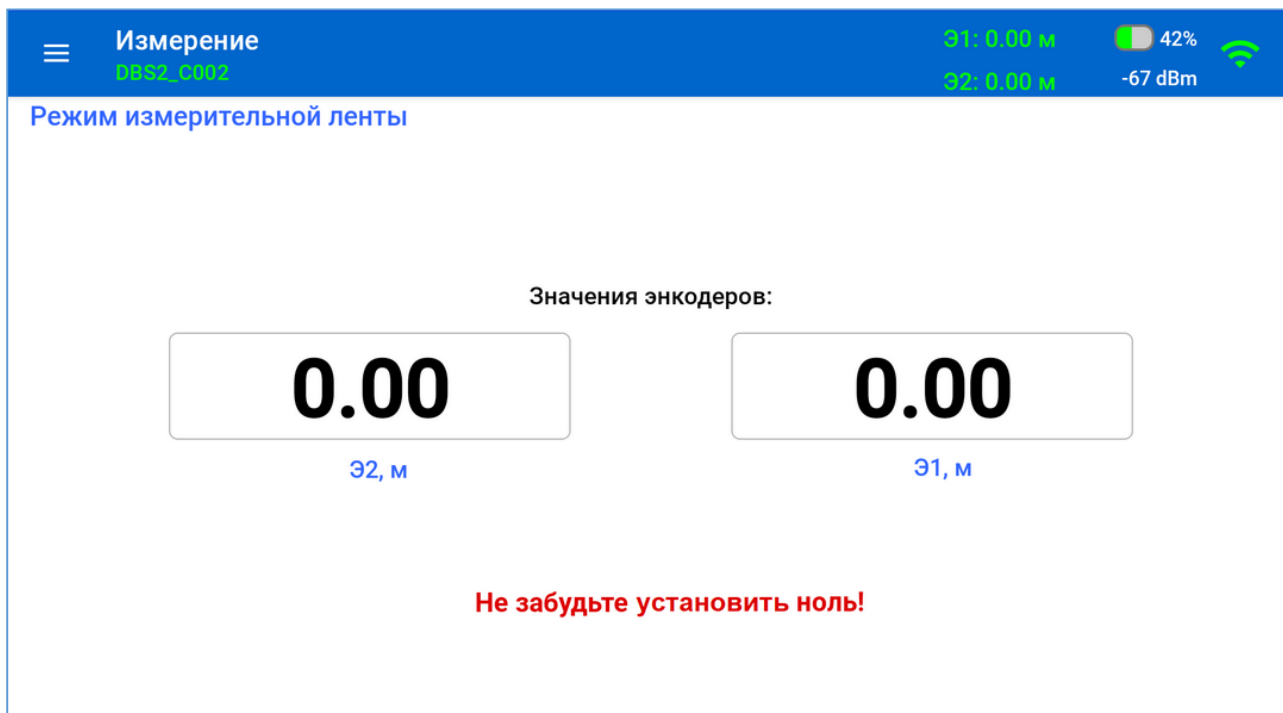 Измерение
DBS2_C002
Э1: 0.00 м
Э2: 0.00 м
42%
-67 dBm
Режим измерительной ленты
Значения энкодеров:
0.00 0.00
Э2, м Э1, м
Не забудьте установить ноль!